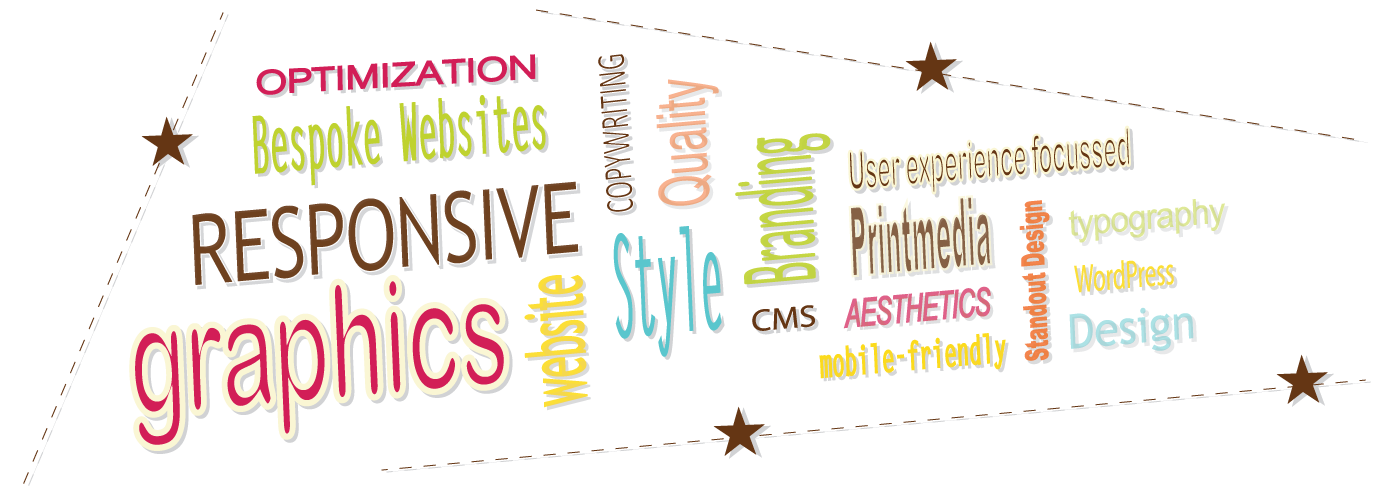 OPTIMIZATION
Bespoke Websites
RESPONSIVE
graphics
website
COPYWRITING
Quality
Style
Branding
CMS
User experience focussed
Printmedia
AESTHETICS
mobile-friendly
Standout Design
typography
WordPress
Design